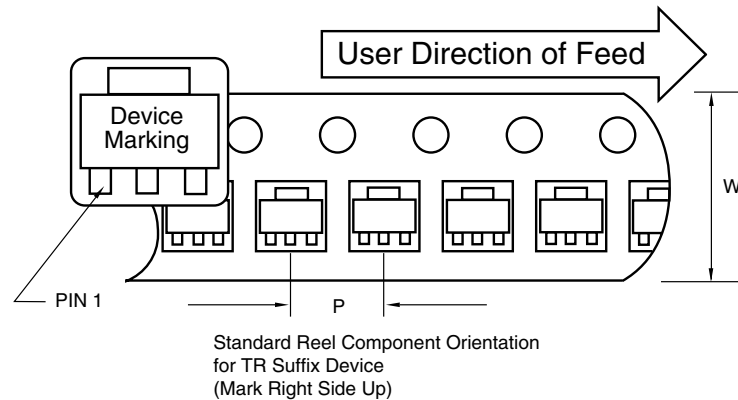 User Direction of Feed
Device
Marking
W
PIN 1
P
Standard Reel Component Orientation
for TR Suffix Device
(Mark Right Side Up)